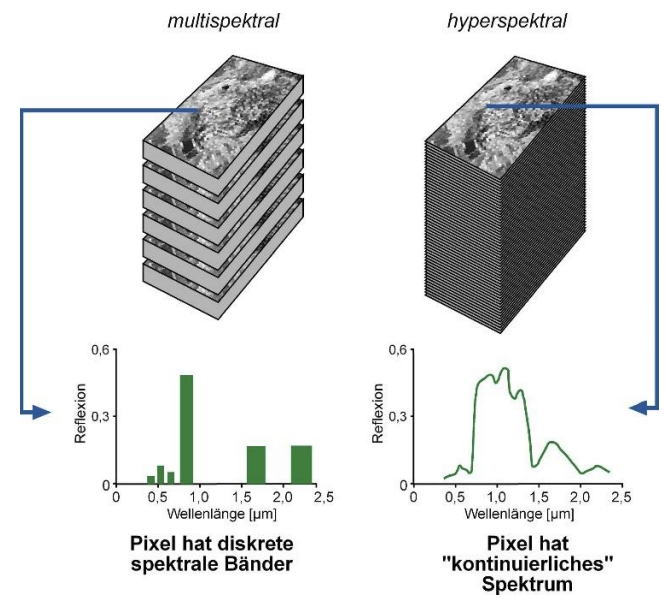 multispektral
hyperspektral
0,6
0,3
0
Reflexion
0
0,5
1,0
1,5
2,0
2,5
Wellenlänge [µm]
Pixel hat diskrete
spektrale Bänder
0,6
0,3
0
Reflexion
0
0,5
1,0
1,5
2,0
2,5
Wellenlänge [µm]
Pixel hat
"kontinuierliches"
Spektrum